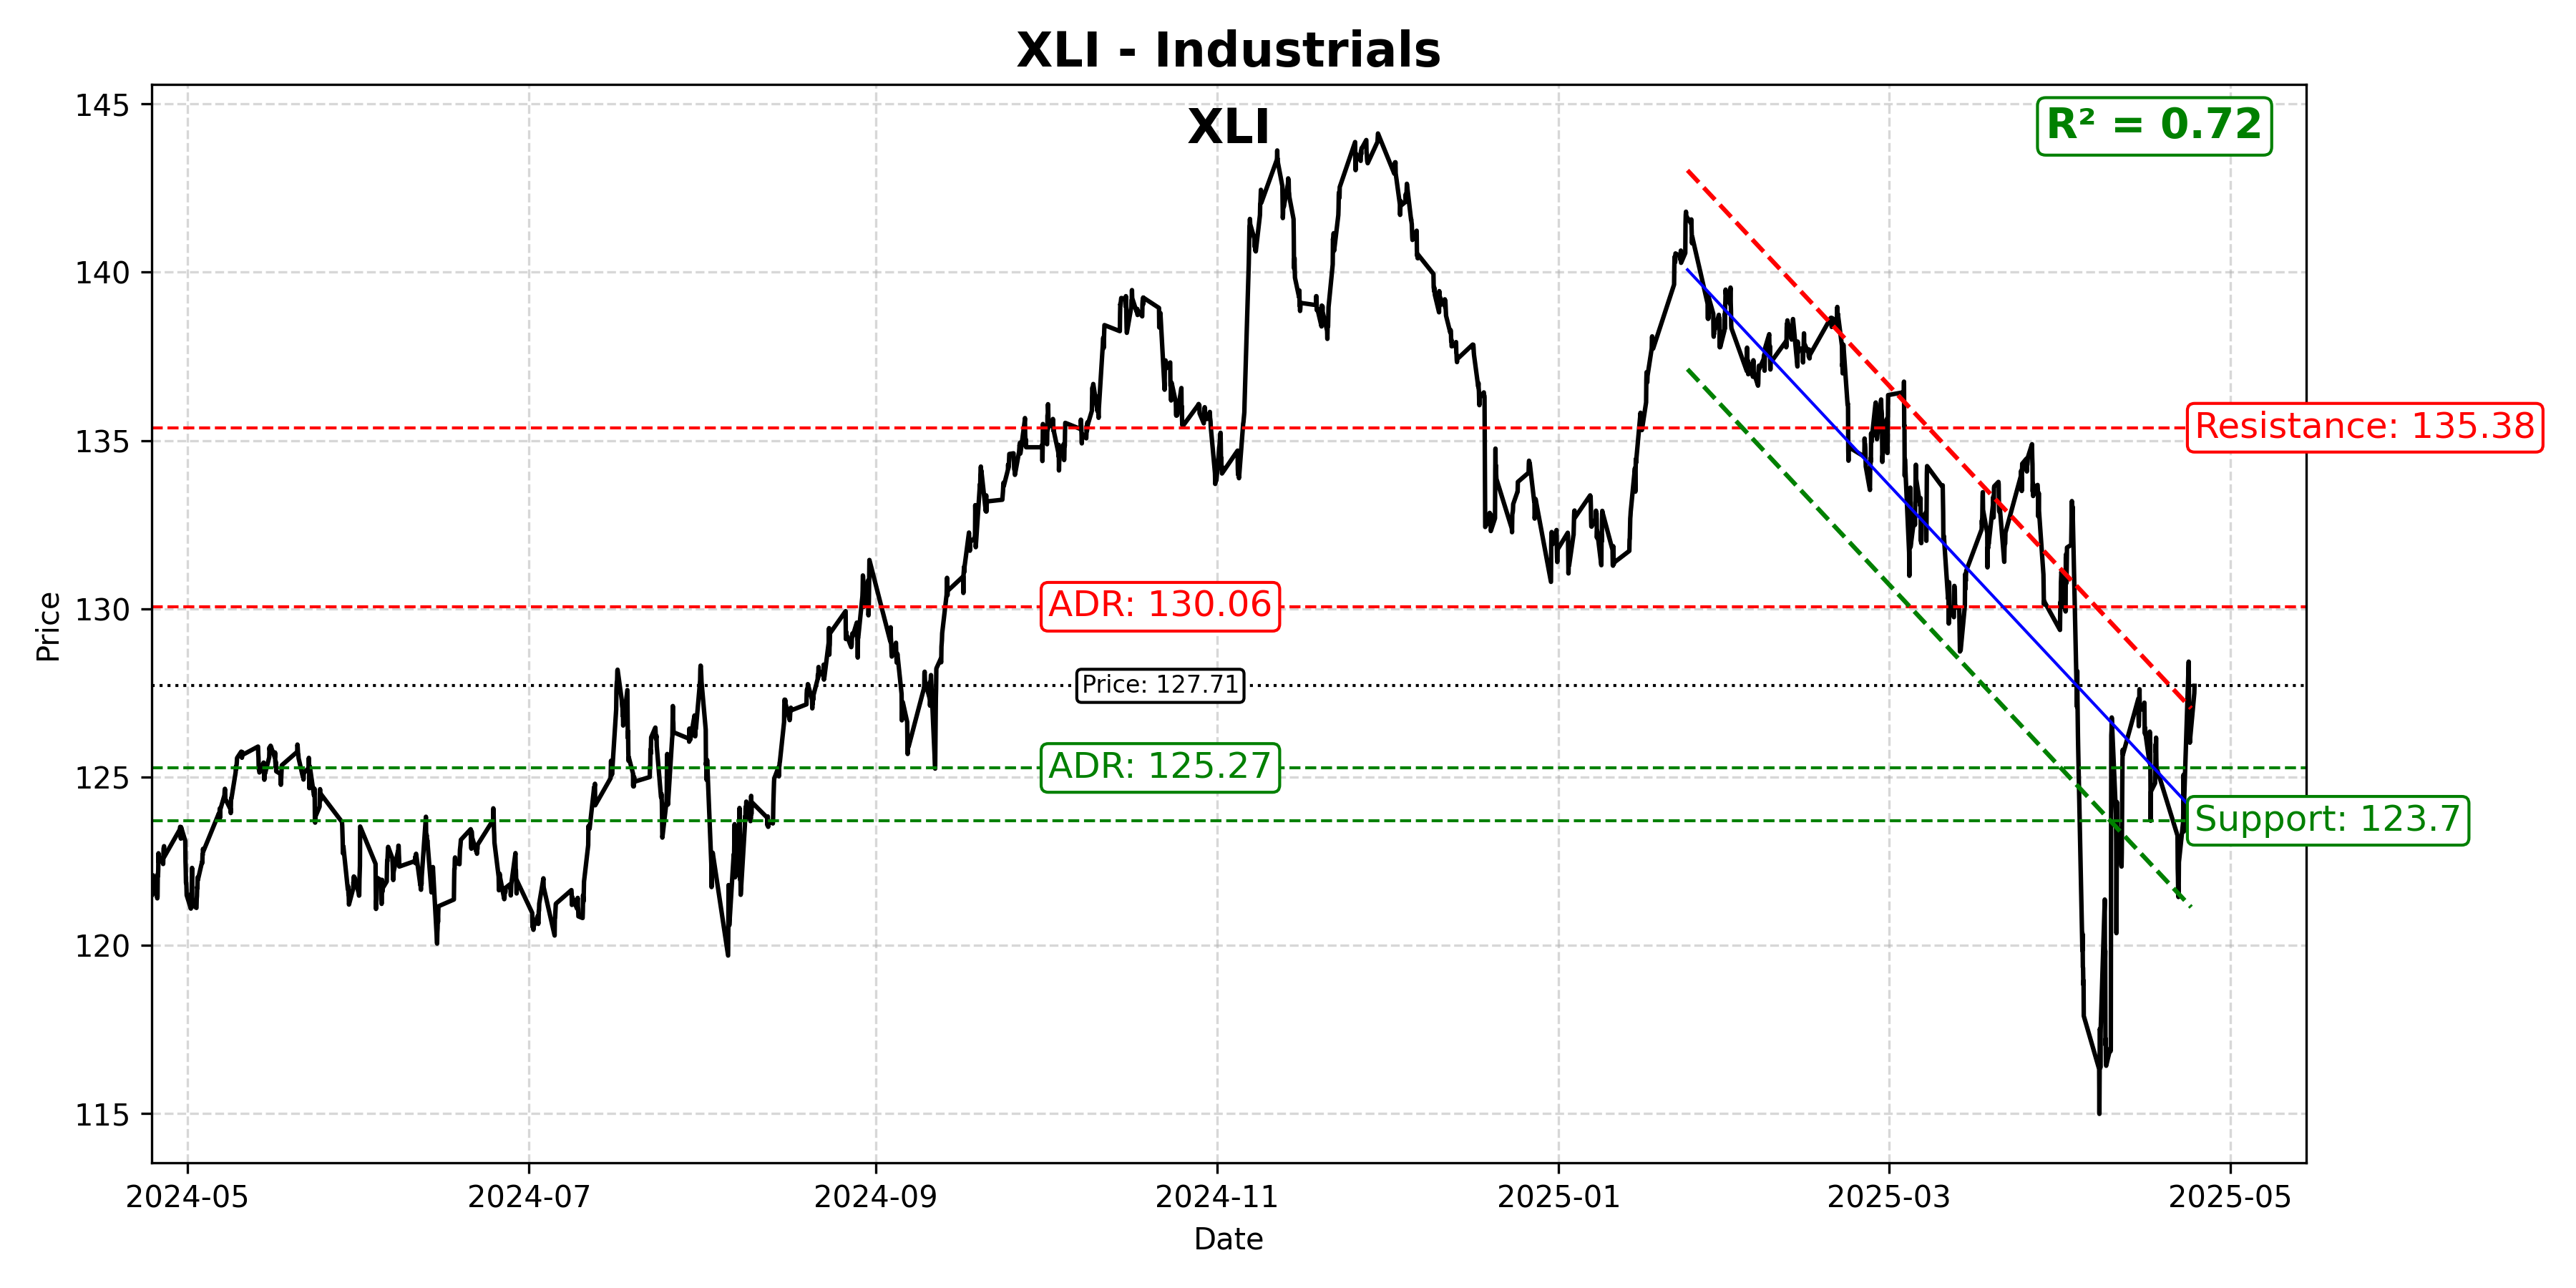 XLI - Industrials
XLI
R² = 0.72
145
140
135
130
125
120
115
Price
Resistance: 135.38
ADR: 130.06
Price: 127.71
ADR: 125.27
Support: 123.7
2024-05
2024-07
2024-09
2024-11
2025-01
2025-03
2025-05
Date